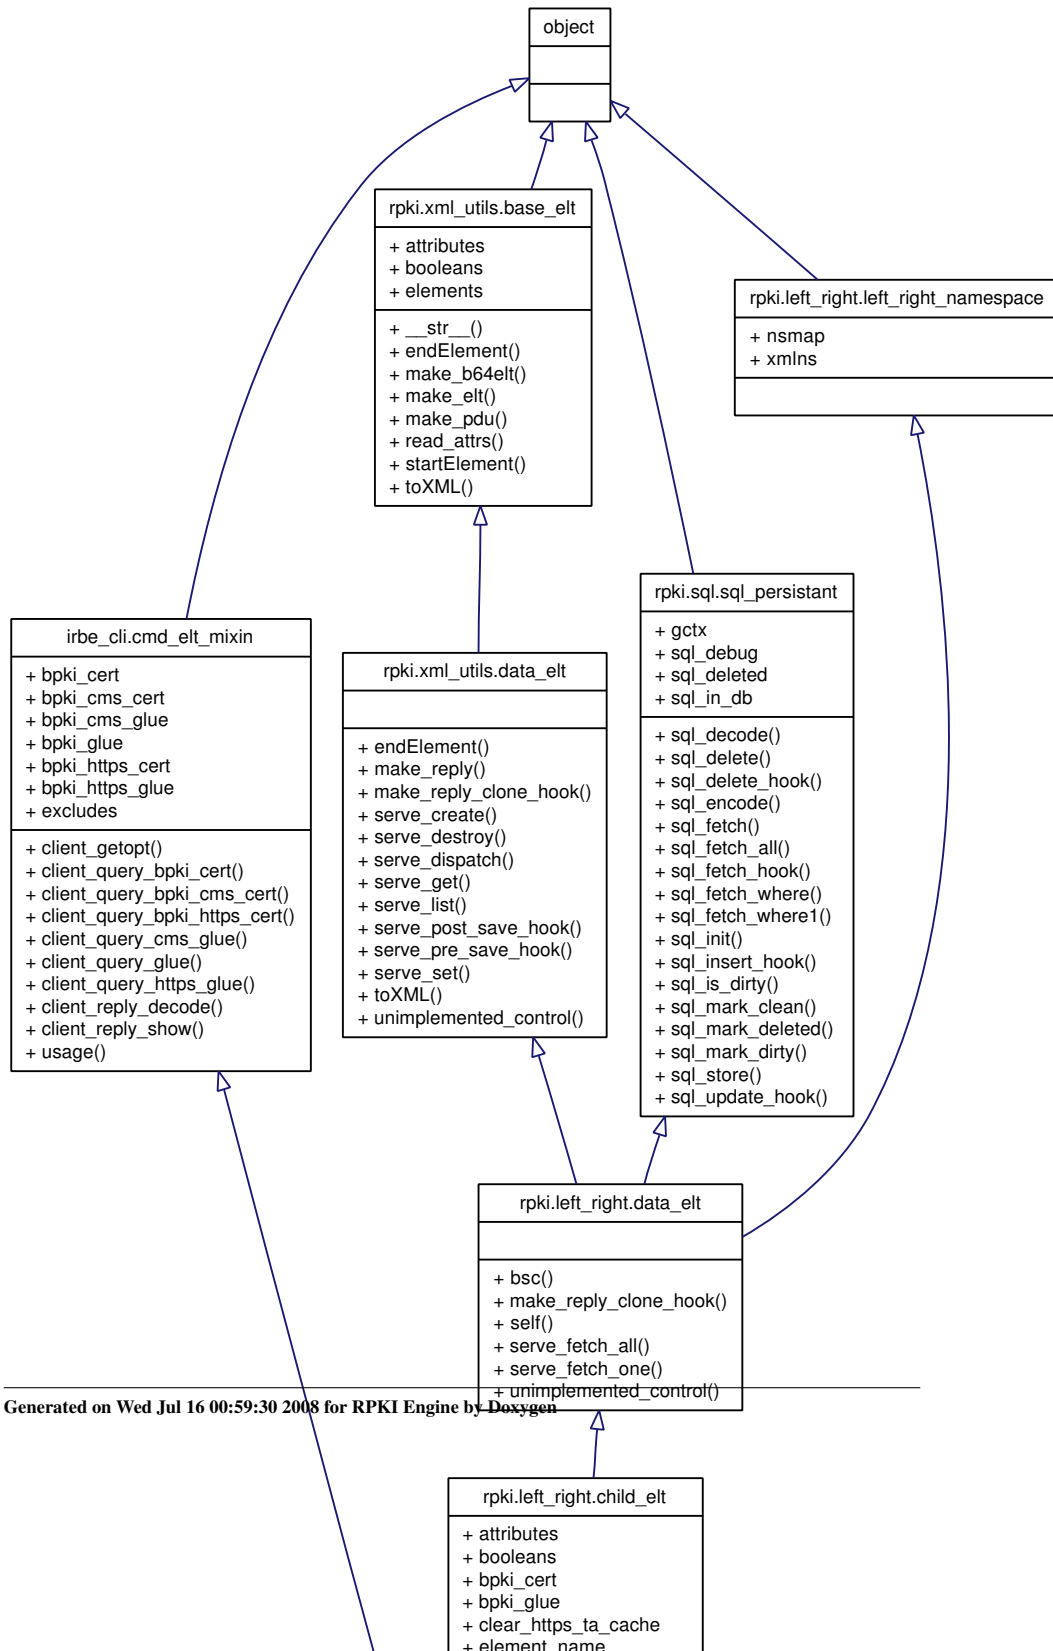 object
rpki.xml_utils.base_elt
+ attributes
+ booleans
+ elements
+ __str__()
+ endElement()
+ make_b64elt()
+ make_elt()
+ make_pdu()
+ read_attrs()
+ startElement()
+ toXML()
rpki.left_right.left_right_namespace
+ nsmap
+ xmlns
rpki.sql.sql_persistant
+ gctx
+ sql_debug
+ sql_deleted
+ sql_in_db
+ sql_decode()
+ sql_delete()
+ sql_delete_hook()
+ sql_encode()
+ sql_fetch()
+ sql_fetch_all()
+ sql_fetch_hook()
+ sql_fetch_where()
+ sql_fetch_where1()
+ sql_init()
+ sql_insert_hook()
+ sql_is_dirty()
+ sql_mark_clean()
+ sql_mark_deleted()
+ sql_mark_dirty()
+ sql_store()
+ sql_update_hook()
irbe_cli.cmd_elt_mixin
+ bpki_cert
+ bpki_cms_cert
+ bpki_cms_glue
+ bpki_glue
+ bpki_https_cert
+ bpki_https_glue
+ excludes
+ client_getopt()
+ client_query_bpki_cert()
+ client_query_bpki_cms_cert()
+ client_query_bpki_https_cert()
+ client_query_cms_glue()
+ client_query_glue()
+ client_query_https_glue()
+ client_reply_decode()
+ client_reply_show()
+ usage()
rpki.xml_utils.data_elt
+ endElement()
+ make_reply()
+ make_reply_clone_hook()
+ serve_create()
+ serve_destroy()
+ serve_dispatch()
+ serve_get()
+ serve_list()
+ serve_post_save_hook()
+ serve_pre_save_hook()
+ serve_set()
+ toXML()
+ unimplemented_control()
rpki.left_right.data_elt
+ bsc()
+ make_reply_clone_hook()
+ self()
+ serve_fetch_all()
+ serve_fetch_one()
+ unimplemented_control()
Generated on Wed Jul 16 00:59:30 2008 for RPKI Engine by Doxygen
rpki.left_right.child_elt
+ attributes
+ booleans
+ bpki_cert
+ bpki_glue
+ clear_https_ta_cache
+ element_name